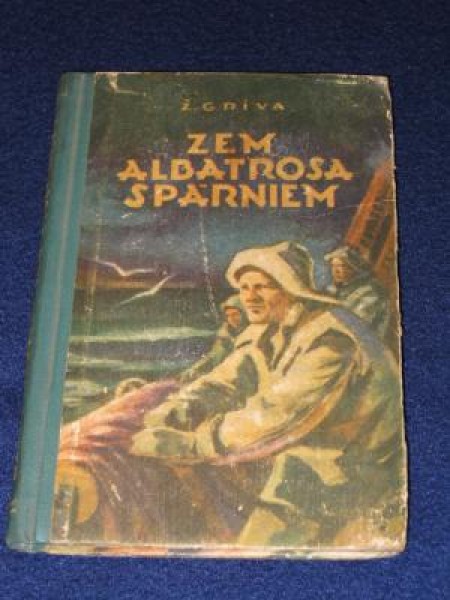 Ž. GRĪVA
ZEM
ALBATROSA
SPĀRNIEM